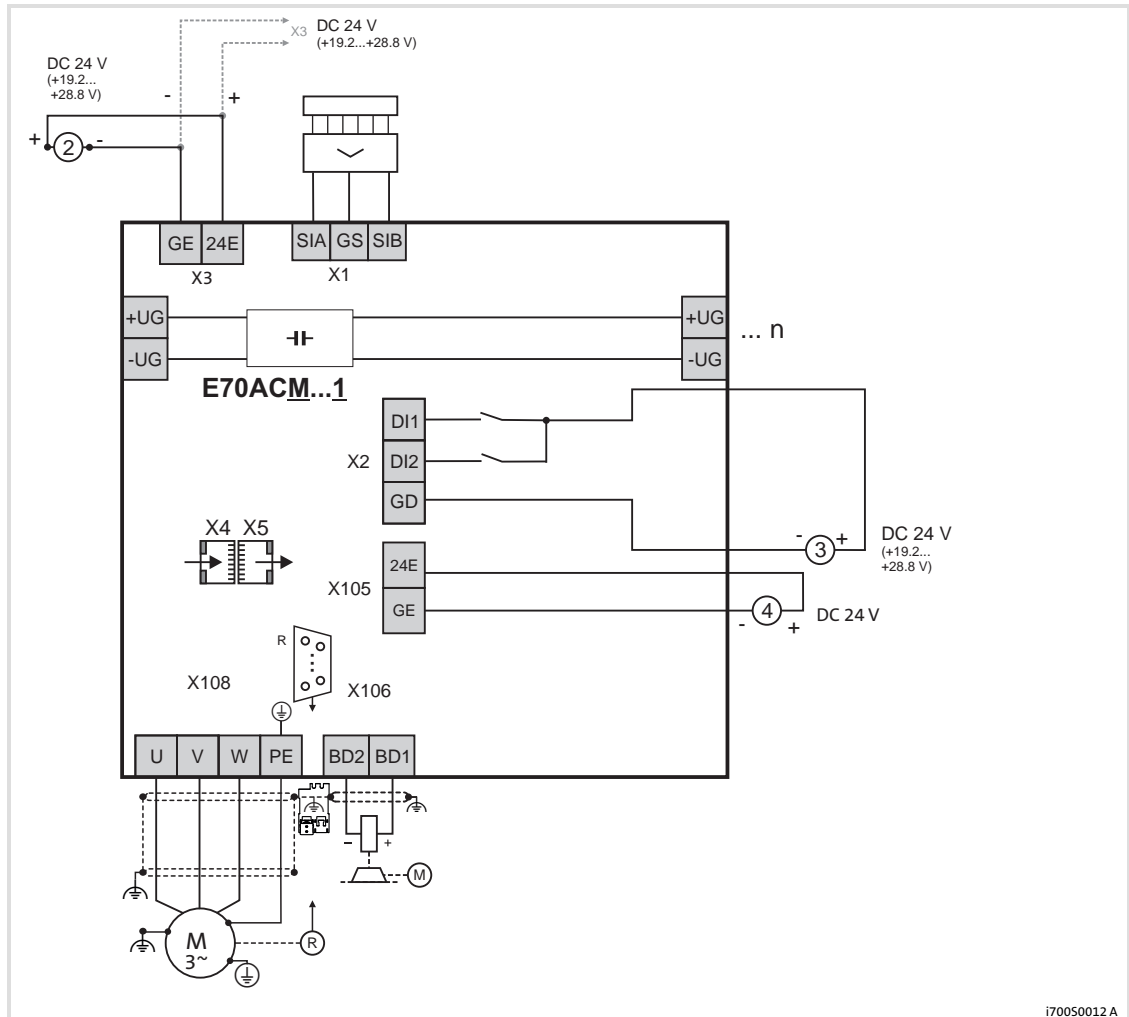 X3 DC 24 V
(+19.2...+28.8 V)
DC 24 V
(+19.2...
+28.8 V)
- +
+ 2 -
GE 24E
X3
SIA GS SIB
X1
+UG
-UG
+UG
-UG
... n
E70ACM...1
DI1
X2 DI2
GD
X4 X5
- 3 +
DC 24 V
(+19.2...
+28.8 V)
24E
X105
GE
- 4 +
DC 24 V
R
X108
X106
U V W PE
BD2 BD1
- +
M
M
3~
R
i700S0012 A